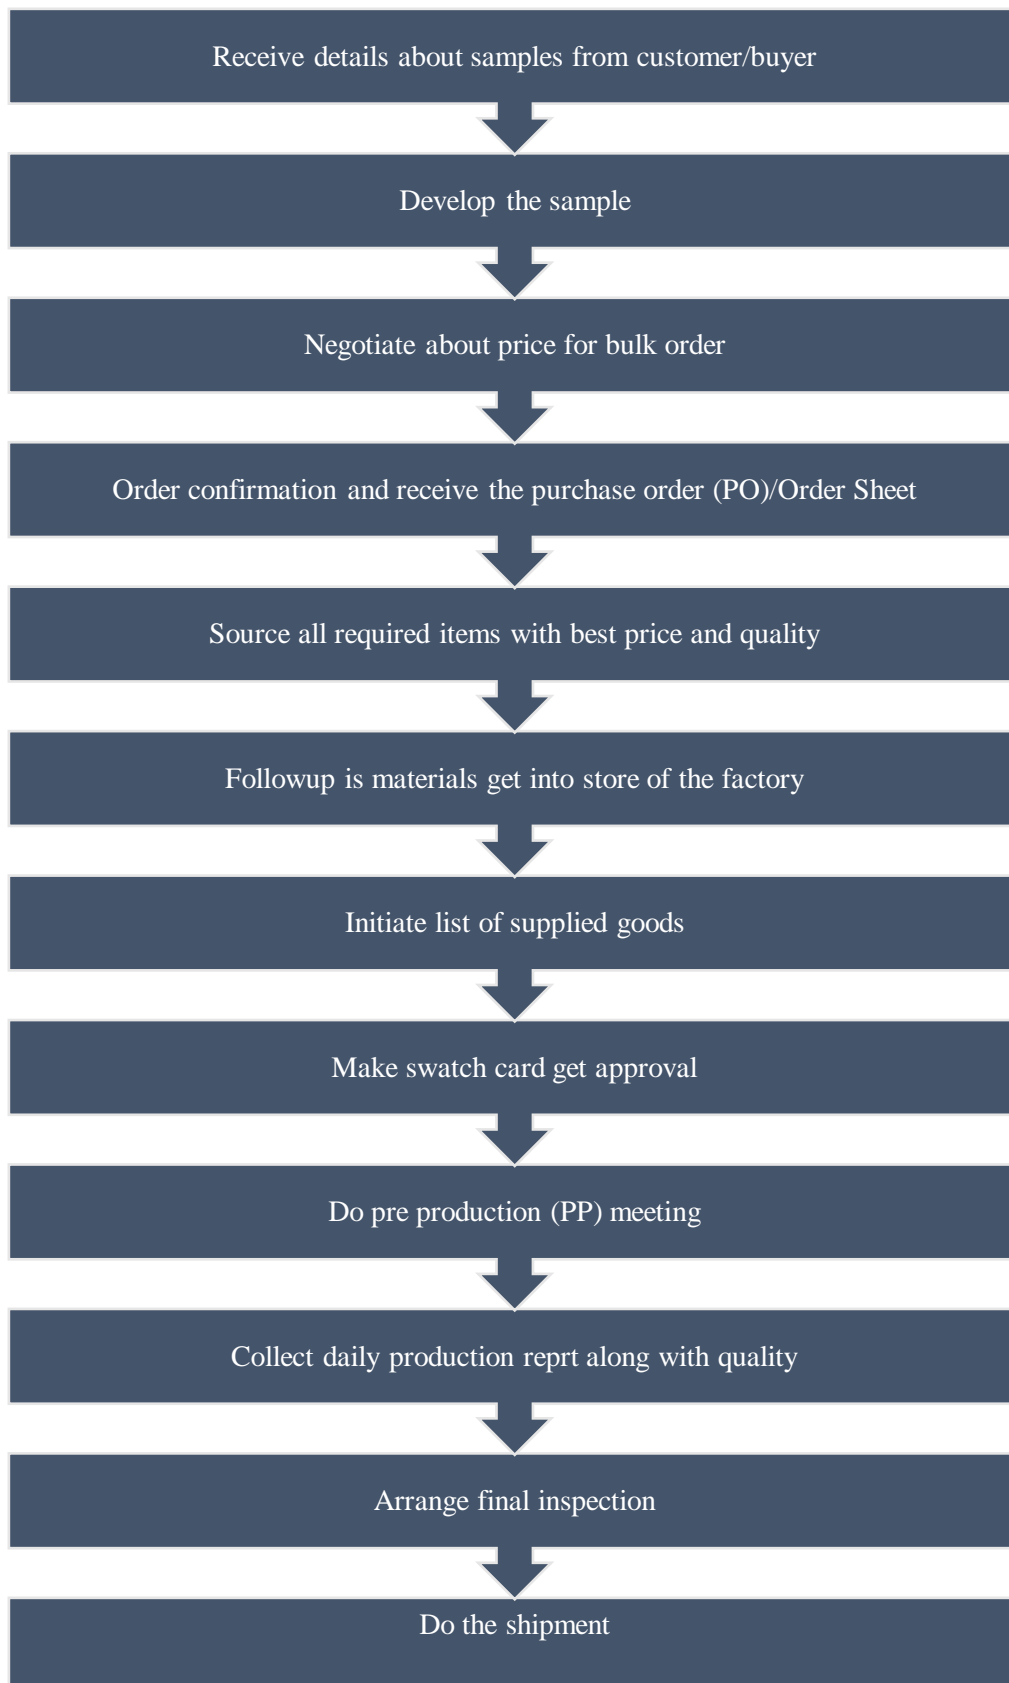 Receive details about samples from customer/buyer
Develop the sample
Negotiate about price for bulk order
Order confirmation and receive the purchase order (PO)/Order Sheet
Source all required items with best price and quality
Followup is materials get into store of the factory
Initiate list of supplied goods
Make swatch card get approval
Do pre production (PP) meeting
Collect daily production reprt along with quality
Arrange final inspection
Do the shipment